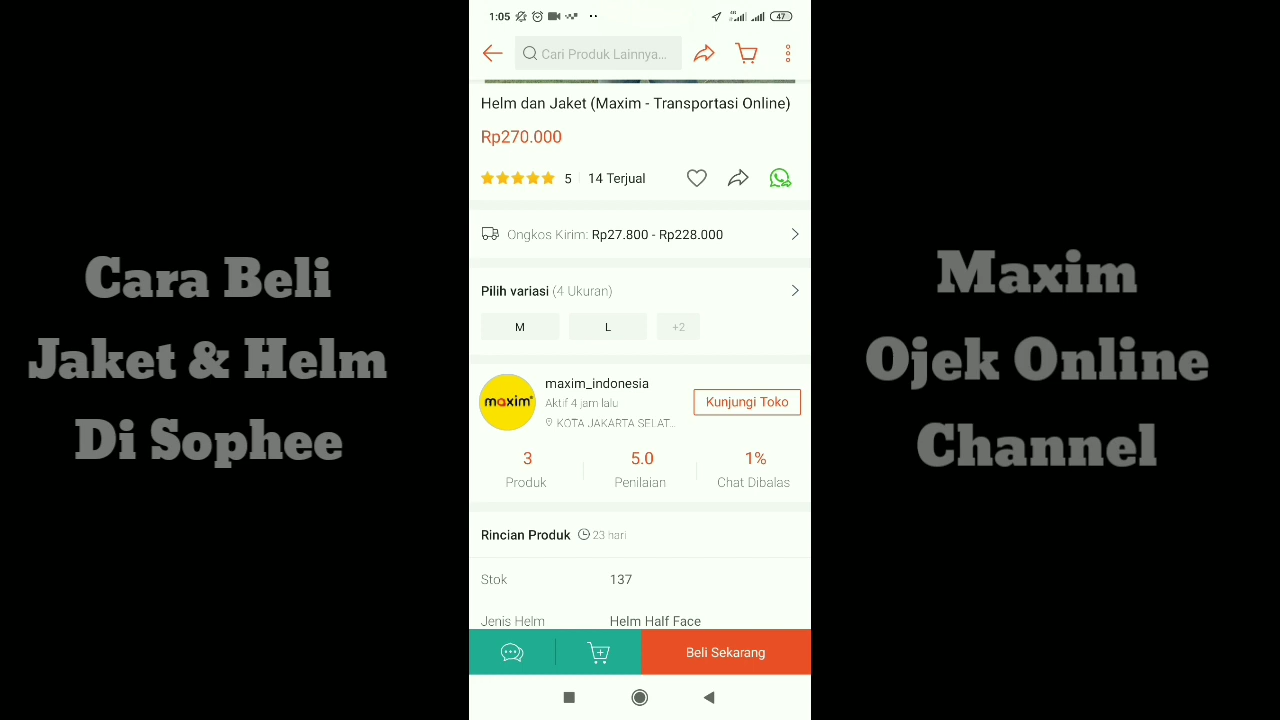 1:05
47
Cari Produk Lainnya...
Helm dan Jaket (Maxim - Transportasi Online)
Rp270.000
5
14 Terjual
Ongkos Kirim: Rp27.800 - Rp228.000
Pilih variasi (4 Ukuran)
M
L
+2
maxim
maxim_indonesia
Aktif 4 jam lalu
KOTA JAKARTA SELAT...
Kunjungi Toko
3
5.0
1%
Produk
Penilaian
Chat Dibalas
Rincian Produk
23 hari
Stok
137
Jenis Helm
Helm Half Face
Beli Sekarang
Cara Beli
Jaket & Helm
Di Sophee
Maxim
Ojek Online
Channel